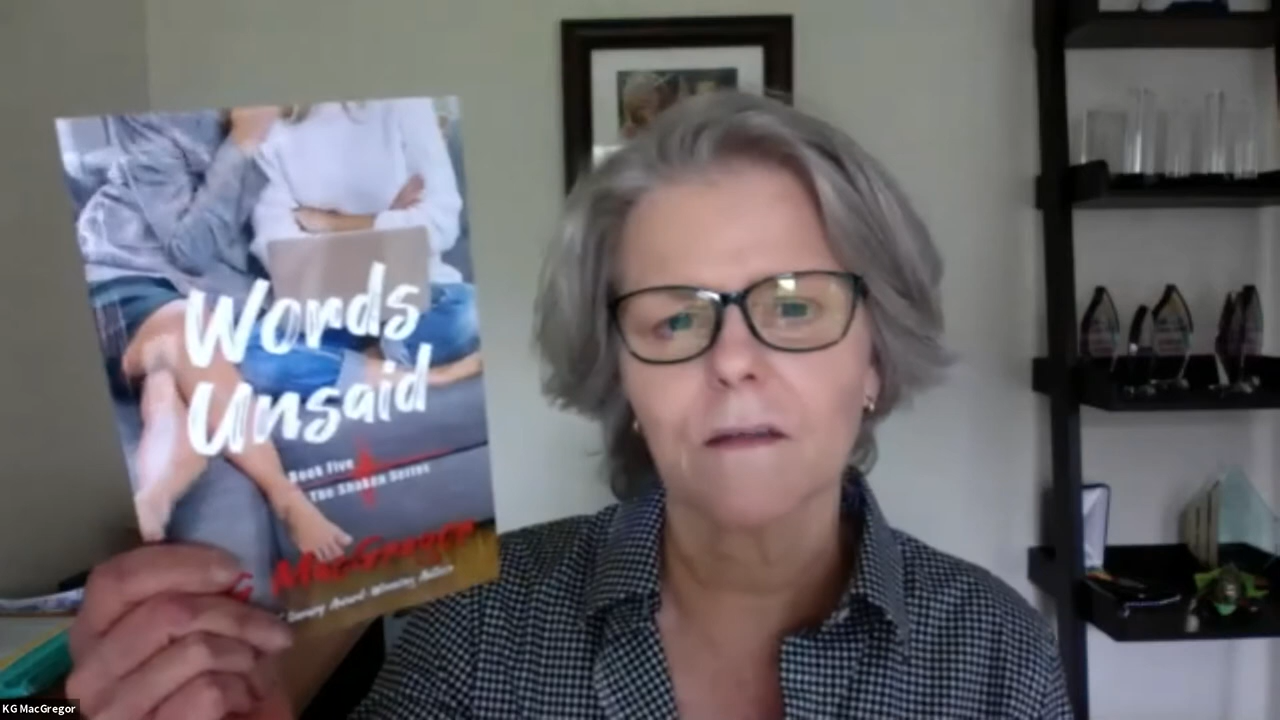 Words
Unsaid
Book Five
The Shaken Series
G MacGregor
Award Winning Author
KG MacGregor